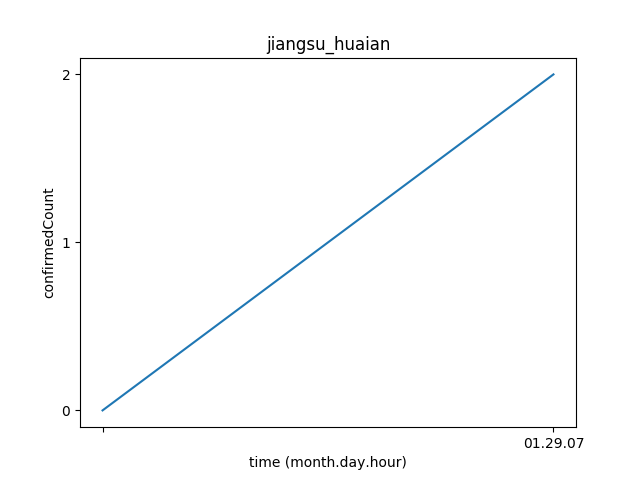 jiangsu_huaian
confirmedCount
2
1
0
01.29.07
time (month.day.hour)